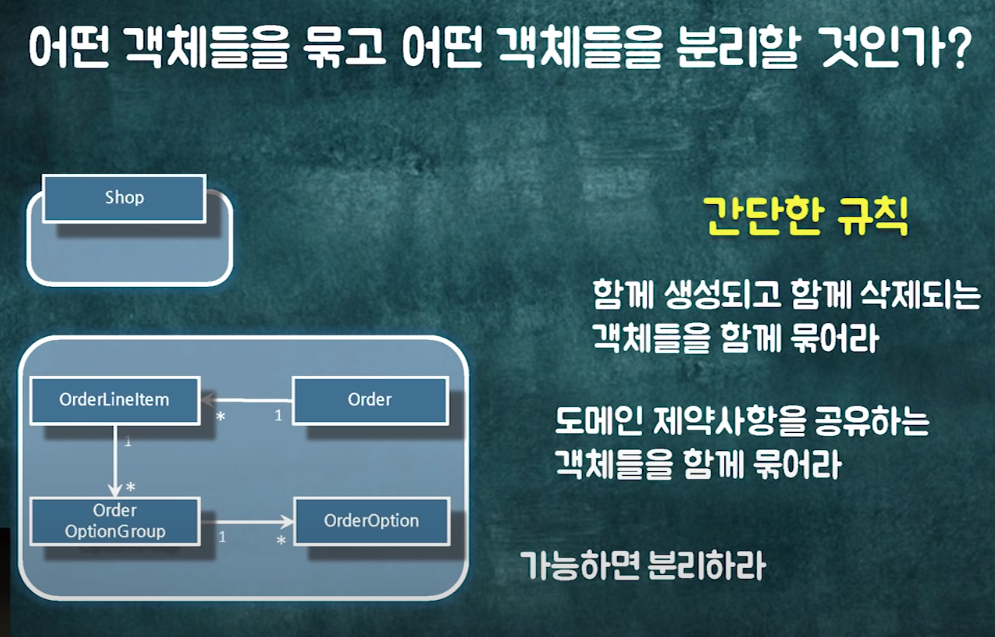 어떤 객체들을 묶고 어떤 객체들을 분리할 것인가?
Shop
간단한 규칙
함께 생성되고 함께 삭제되는
객체들을 함께 묶어라
OrderLineItem
*
1
Order
도메인 제약사항을 공유하는
객체들을 함께 묶어라
1
*
Order
OptionGroup
1
*
OrderOption
가능하면 분리하라